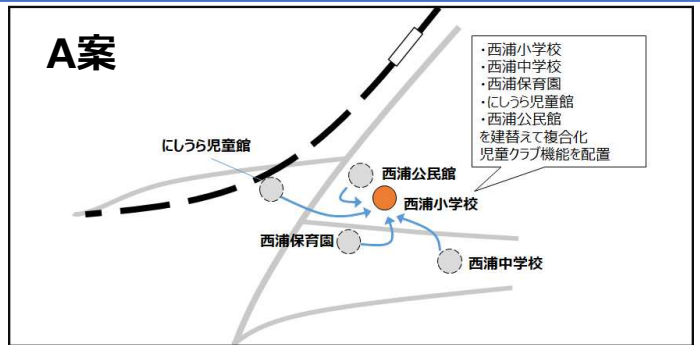 A案
・西浦小学校
・西浦中学校
・西浦保育園
・にしうら児童館
・西浦公民館
を建替えて複合化
児童クラブ機能を配置
にしうら児童館
西浦公民館
西浦小学校
西浦保育園
西浦中学校